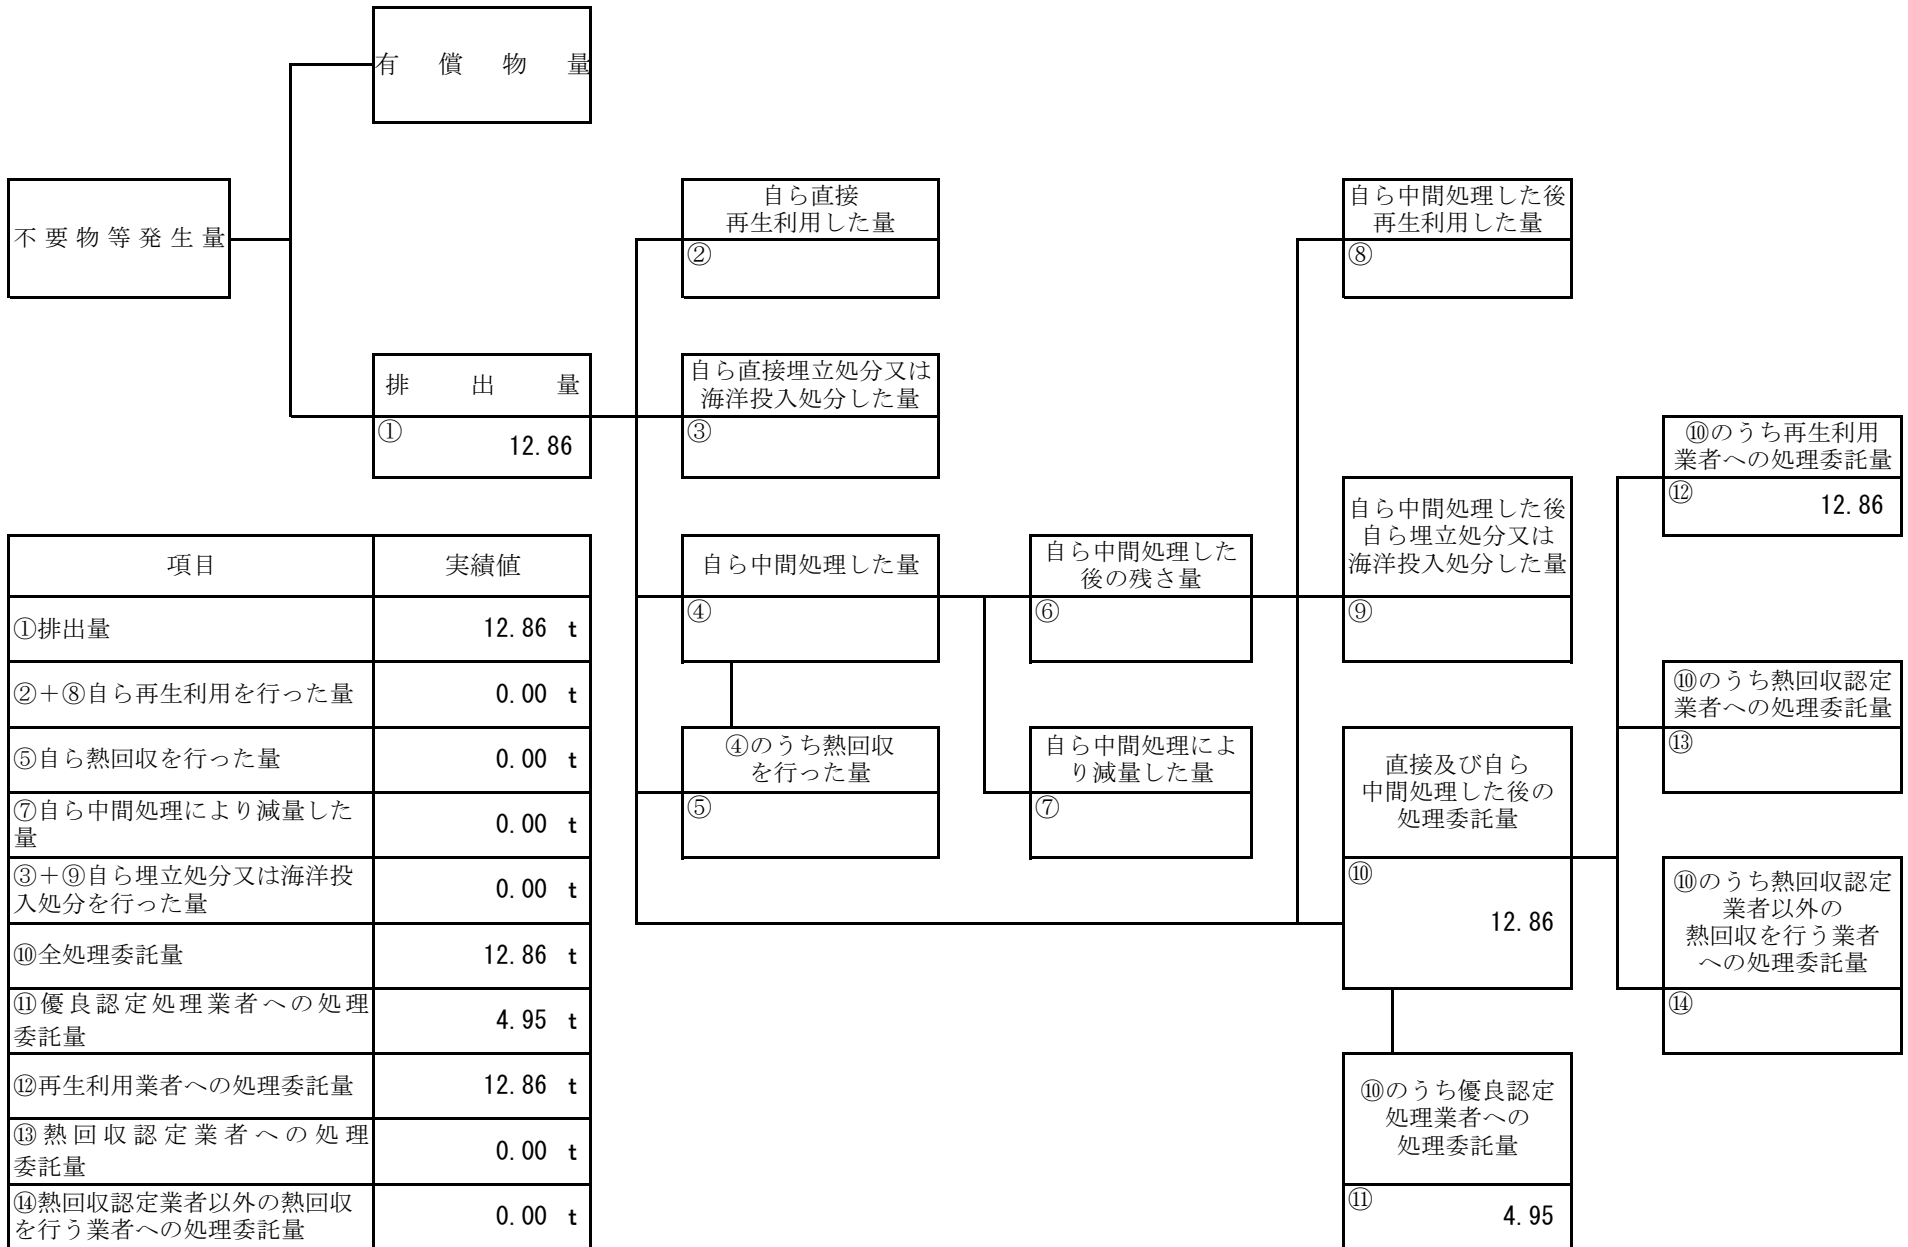 有償物量
不要物等発生量
排出量
①
12.86
自ら直接
再生利用した量
②
自ら直接埋立処分又は
海洋投入処分した量
③
自ら中間処理した量
④
④のうち熱回収
を行った量
⑤
自ら中間処理した
後の残さ量
⑥
自ら中間処理によ
り減量した量
⑦
自ら中間処理した後
再生利用した量
⑧
自ら中間処理した後
自ら埋立処分又は
海洋投入処分した量
⑨
直接及び自ら
中間処理した後の
処理委託量
⑩
12.86
⑩のうち優良認定
処理業者への
処理委託量
⑪
4.95
⑩のうち再生利用
業者への処理委託量
⑫
12.86
⑩のうち熱回収認定
業者への処理委託量
⑬
⑩のうち熱回収認定
業者以外の
熱回収を行う業者
への処理委託量
⑭
項目 実績値
①排出量 12.86 t
②＋⑧自ら再生利用を行った量 0.00 t
⑤自ら熱回収を行った量 0.00 t
⑦自ら中間処理により減量した
量 0.00 t
③＋⑨自ら埋立処分又は海洋投
入処分を行った量 0.00 t
⑩全処理委託量 12.86 t
⑪優良認定処理業者への処理
委託量 4.95 t
⑫再生利用業者への処理委託量 12.86 t
⑬熱回収認定業者への処理
委託量 0.00 t
⑭熱回収認定業者以外の熱回収
を行う業者への処理委託量 0.00 t